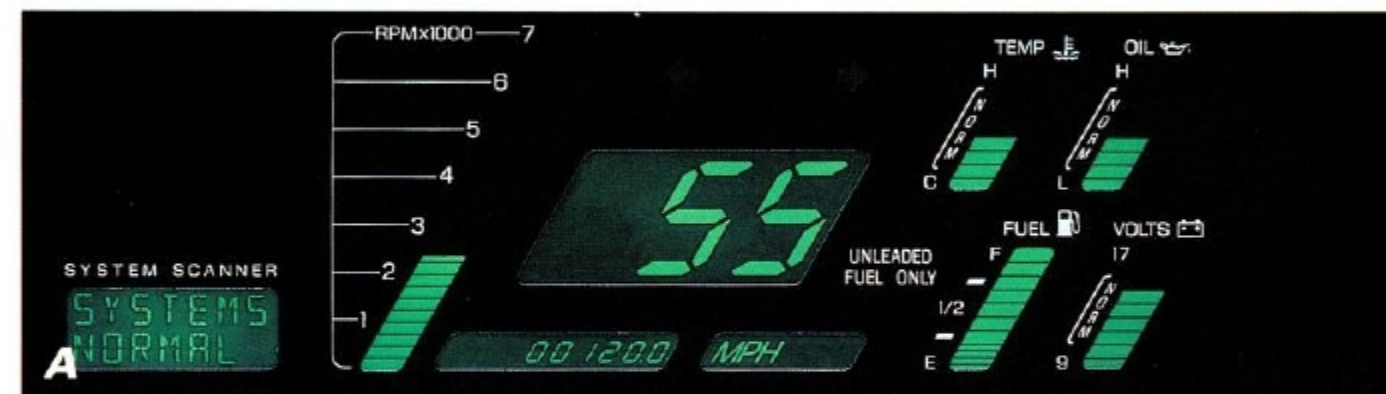 RPMx1000 7
6
5
4
3
2
1
SYSTEM SCANNER
SYSTEMS
NORMAL
A
55
00120.0
MPH
UNLEADED
FUEL ONLY
TEMP
H
NORM
C
OIL
H
NORM
L
FUEL
F
1/2
E
VOLTS
17
NORM
9